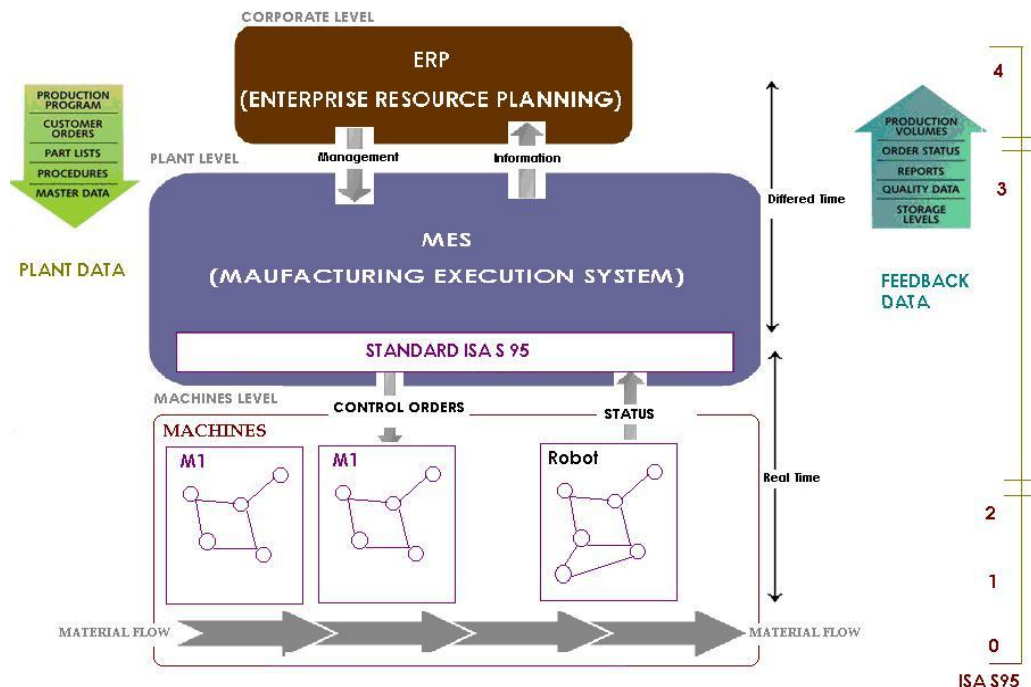 CORPORATE LEVEL
ERP
(ENTERPRISE RESOURCE PLANNING)
4
PRODUCTION
PROGRAM
CUSTOMER
ORDERS
PART LISTS
PROCEDURES
MASTER DATA
PLANT DATA
PRODUCTION
VOLUMES
ORDER STATUS
REPORTS
QUALITY DATA
STORAGE
LEVELS
FEEDBACK
DATA
Management
Information
PLANT LEVEL
3
Differed Time
MES
(MAUFACTURING EXECUTION SYSTEM)
STANDARD ISA S 95
MACHINES LEVEL
CONTROL ORDERS
STATUS
MACHINES
M1
M1
Robot
Real Time
2
1
MATERIAL FLOW
MATERIAL FLOW
0
ISA S95